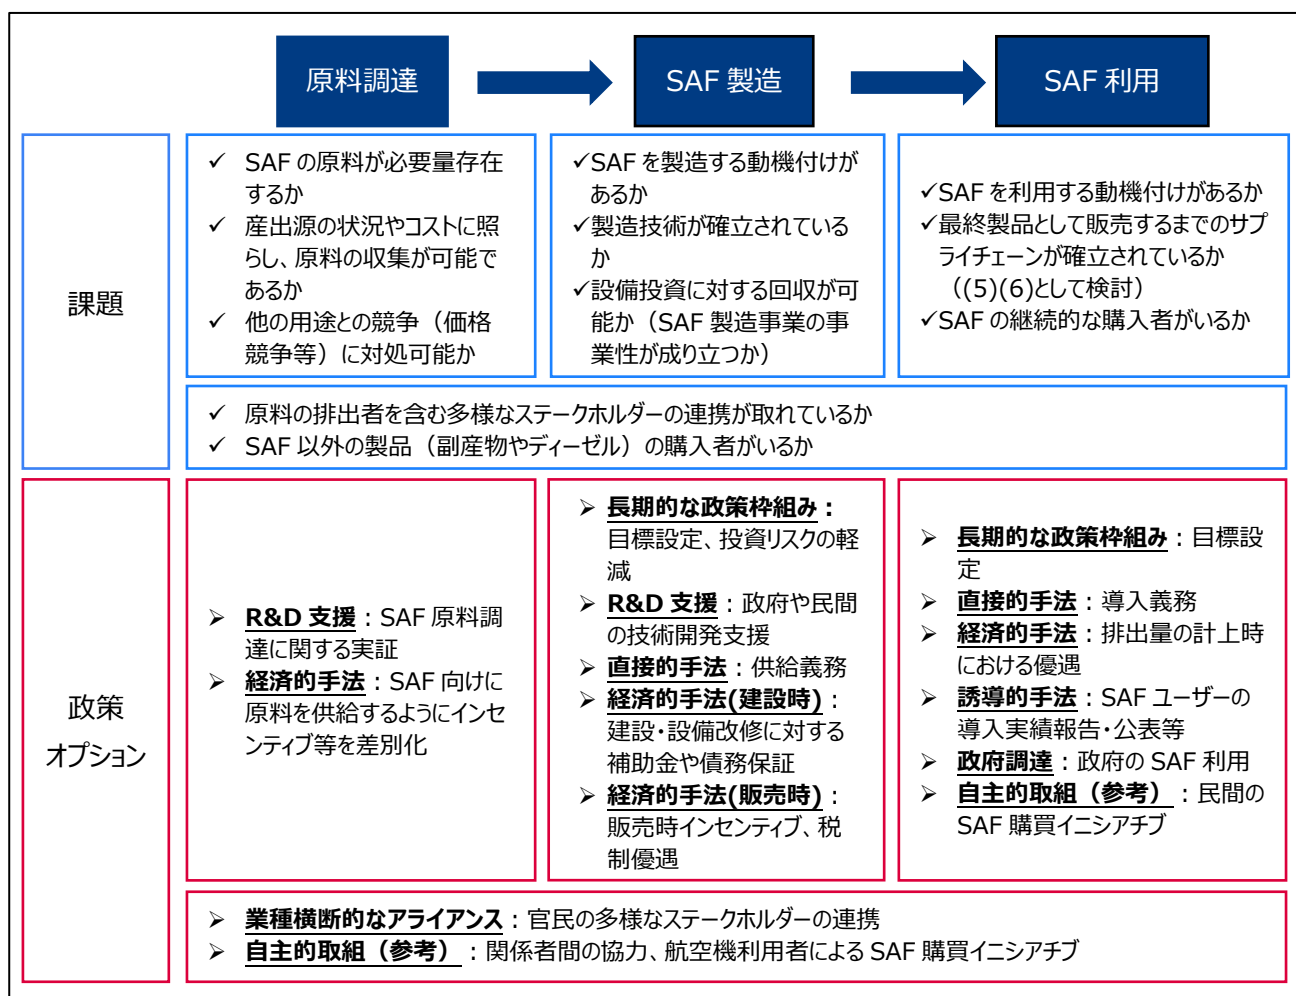 原料調達
SAF 製造
SAF 利用
課題
✓ SAF の原料が必要量存在
するか
✓ 産出源の状況やコストに照
らし、原料の収集が可能で
あるか
✓ 他の用途との競争（価格
競争等）に対処可能か
✓SAF を製造する動機付けが
あるか
✓製造技術が確立されている
か
✓設備投資に対する回収が可
能か（SAF 製造事業の事
業性が成り立つか）
✓SAF を利用する動機付けがあるか
✓最終製品として販売するまでのサプ
ライチェーンが確立されているか
（(5)(6)として検討）
✓SAF の継続的な購入者がいるか
✓ 原料の排出者を含む多様なステークホルダーの連携が取れているか
✓ SAF 以外の製品（副産物やディーゼル）の購入者がいるか
政策
オプション
➢ R&D 支援：SAF 原料調
達に関する実証
➢ 経済的手法：SAF 向けに
原料を供給するようにインセ
ンティブ等を差別化
➢ 長期的な政策枠組み：
目標設定、投資リスクの軽
減
➢ R&D 支援：政府や民間
の技術開発支援
➢ 直接的手法：供給義務
➢ 経済的手法(建設時)：
建設・設備改修に対する
補助金や債務保証
➢ 経済的手法(販売時)：
販売時インセンティブ、税
制優遇
➢ 長期的な政策枠組み：目標設
定
➢ 直接的手法：導入義務
➢ 経済的手法：排出量の計上時
における優遇
➢ 誘導的手法：SAF ユーザーの
導入実績報告・公表等
➢ 政府調達：政府の SAF 利用
➢ 自主的取組（参考）：民間の
SAF 購買イニシアチブ
➢ 業種横断的なアライアンス：官民の多様なステークホルダーの連携
➢ 自主的取組（参考）：関係者間の協力、航空機利用者による SAF 購買イニシアチブ